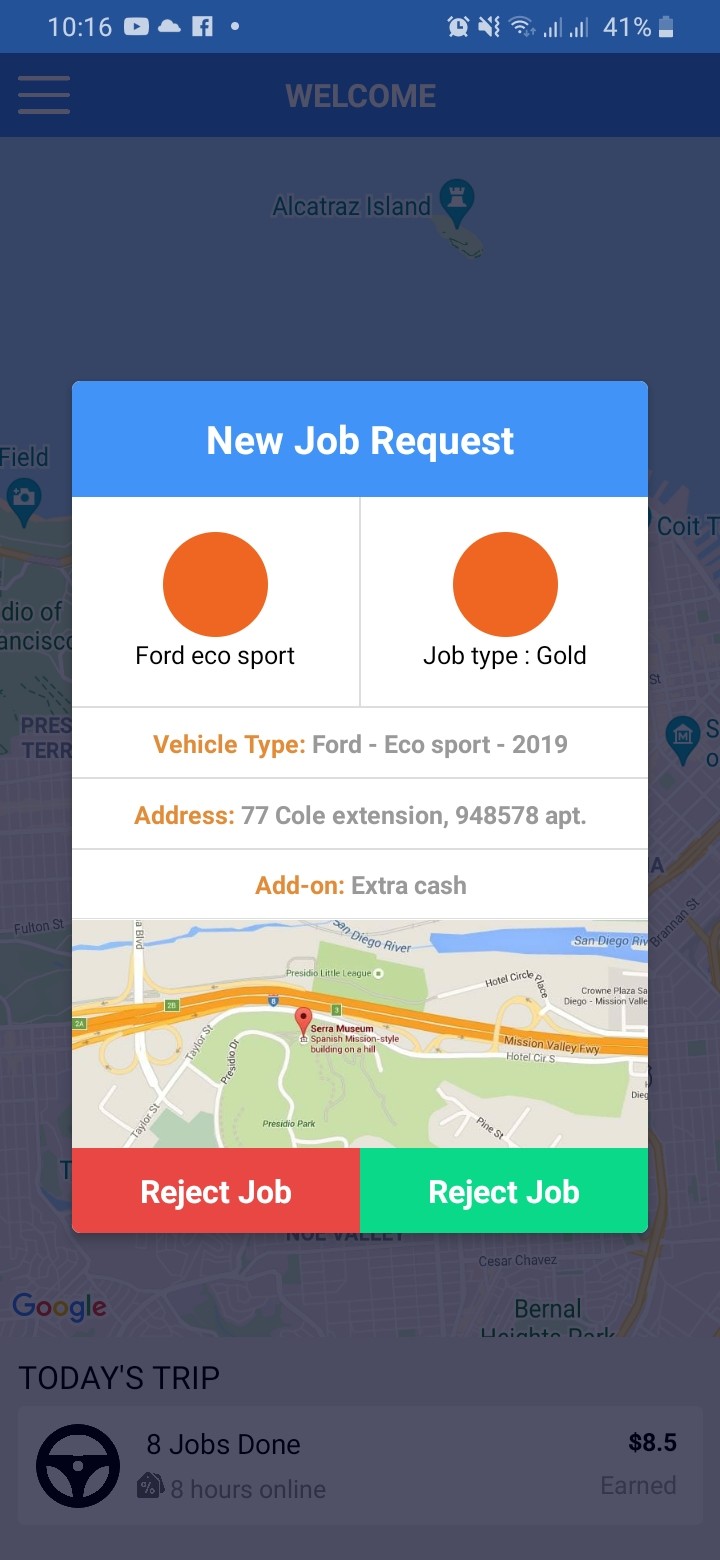 10:16
41%
WELCOME
Alcatraz Island
Field
Coit T
dio of
ancisco
PRES
TERR
St
S
o
A
Fulton St
Brannan St
New Job Request
Ford eco sport
Job type : Gold
Vehicle Type: Ford - Eco sport - 2019
Address: 77 Cole extension, 948578 apt.
Add-on: Extra cash
a Blvd
San Diego River
San Diego Riv
Presidio Little League
Hotel Circle Place
Crowne Plaza Sa
Diego - Mission Valle
2B
8
3
2A
Serra Museum
Spanish Mission-style
building on a hill
Taylor St
Presidio Dr
Mission Valley Fwy
Hotel Cir S
Dieg
Taylor St
Presidio Park
Pine St
T
Reject Job
Reject Job
NOE VALLEY
Cesar Chavez
Google
Bernal
Heights Park
TODAY'S TRIP
8 Jobs Done
$8.5
8 hours online
Earned